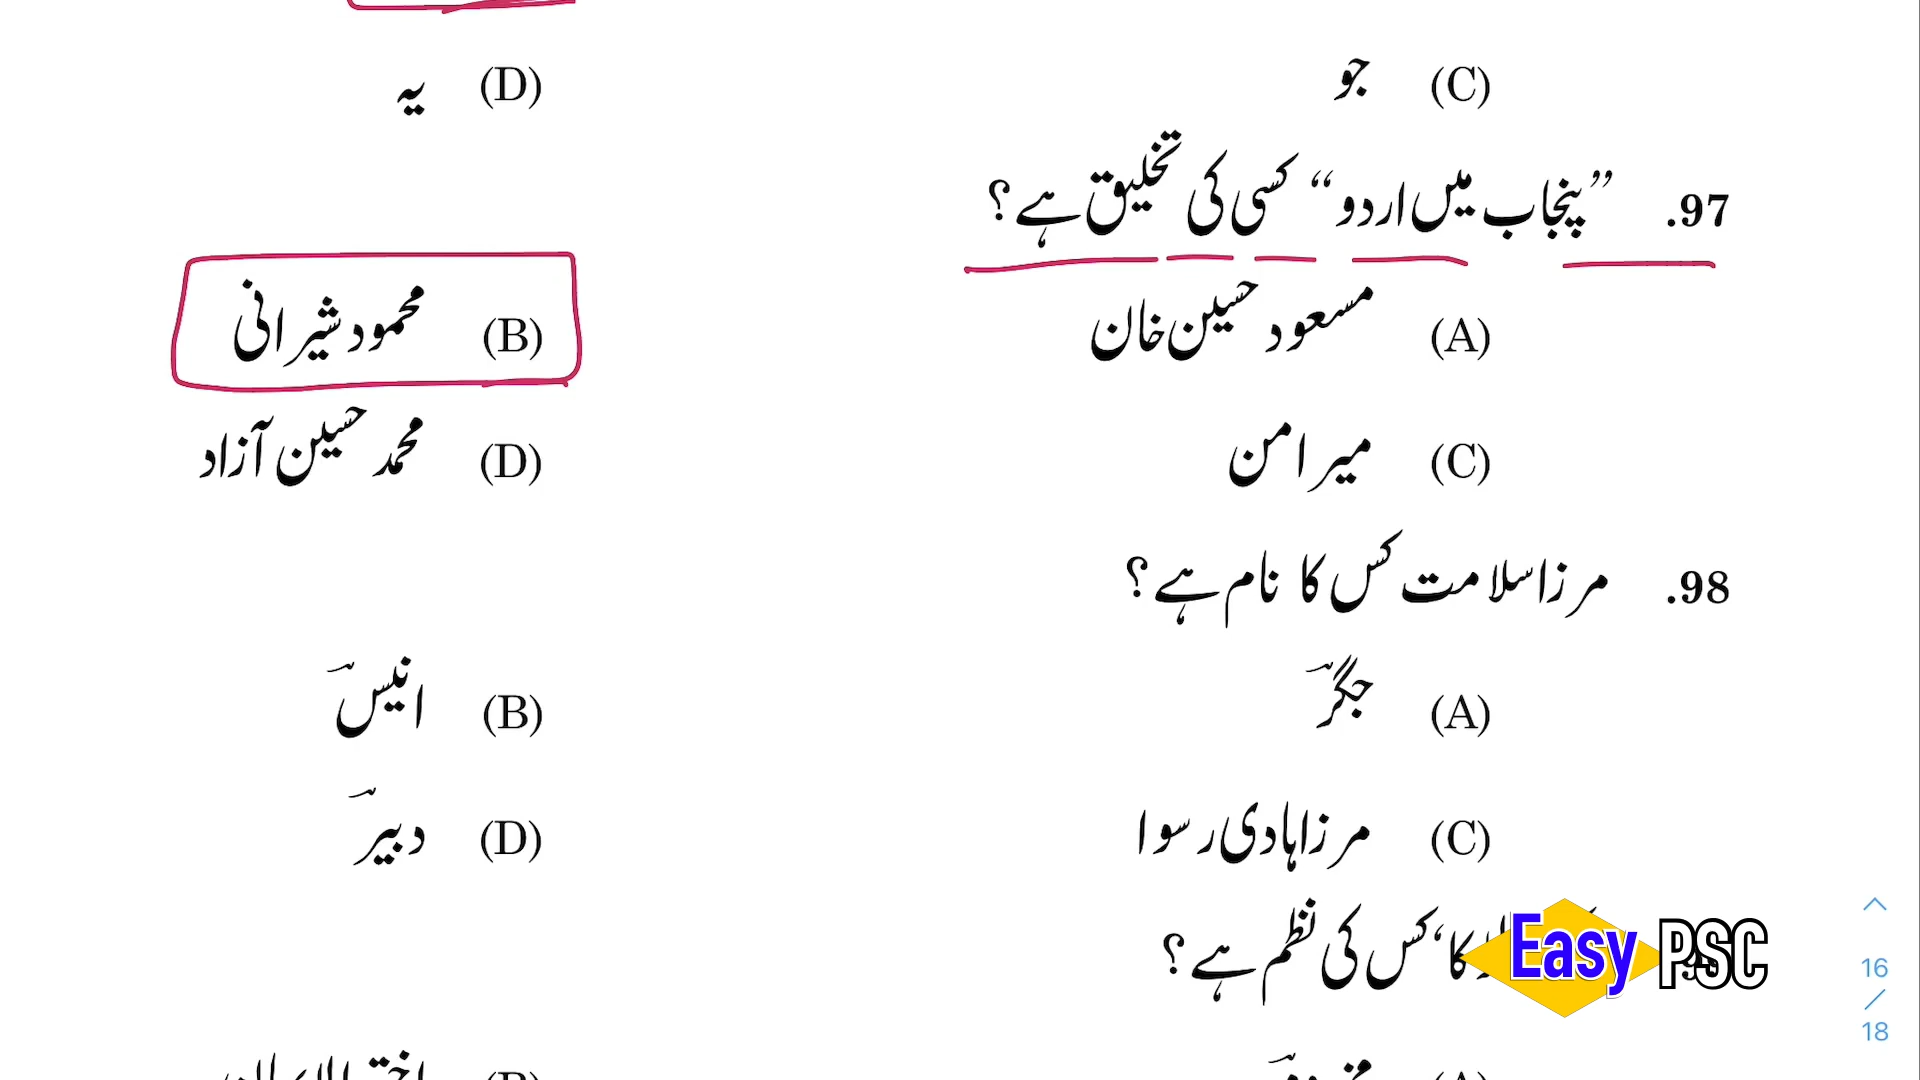 (C) جو (D) یہ
97. ”پنجاب میں اردو“ کسی کی تخلیق ہے؟
(A) مسعود حسین خان (B) محمود شیرانی
(C) میر امن (D) محمد حسین آزاد
98. مرزا سلامت کس کا نام ہے؟
(A) جگرؔ (B) انیسؔ
(C) مرزا ہادی رسوا (D) دبیرؔ
کا‘ کس کی نظم ہے؟
Easy PSC
(A) (B)
16
/
18